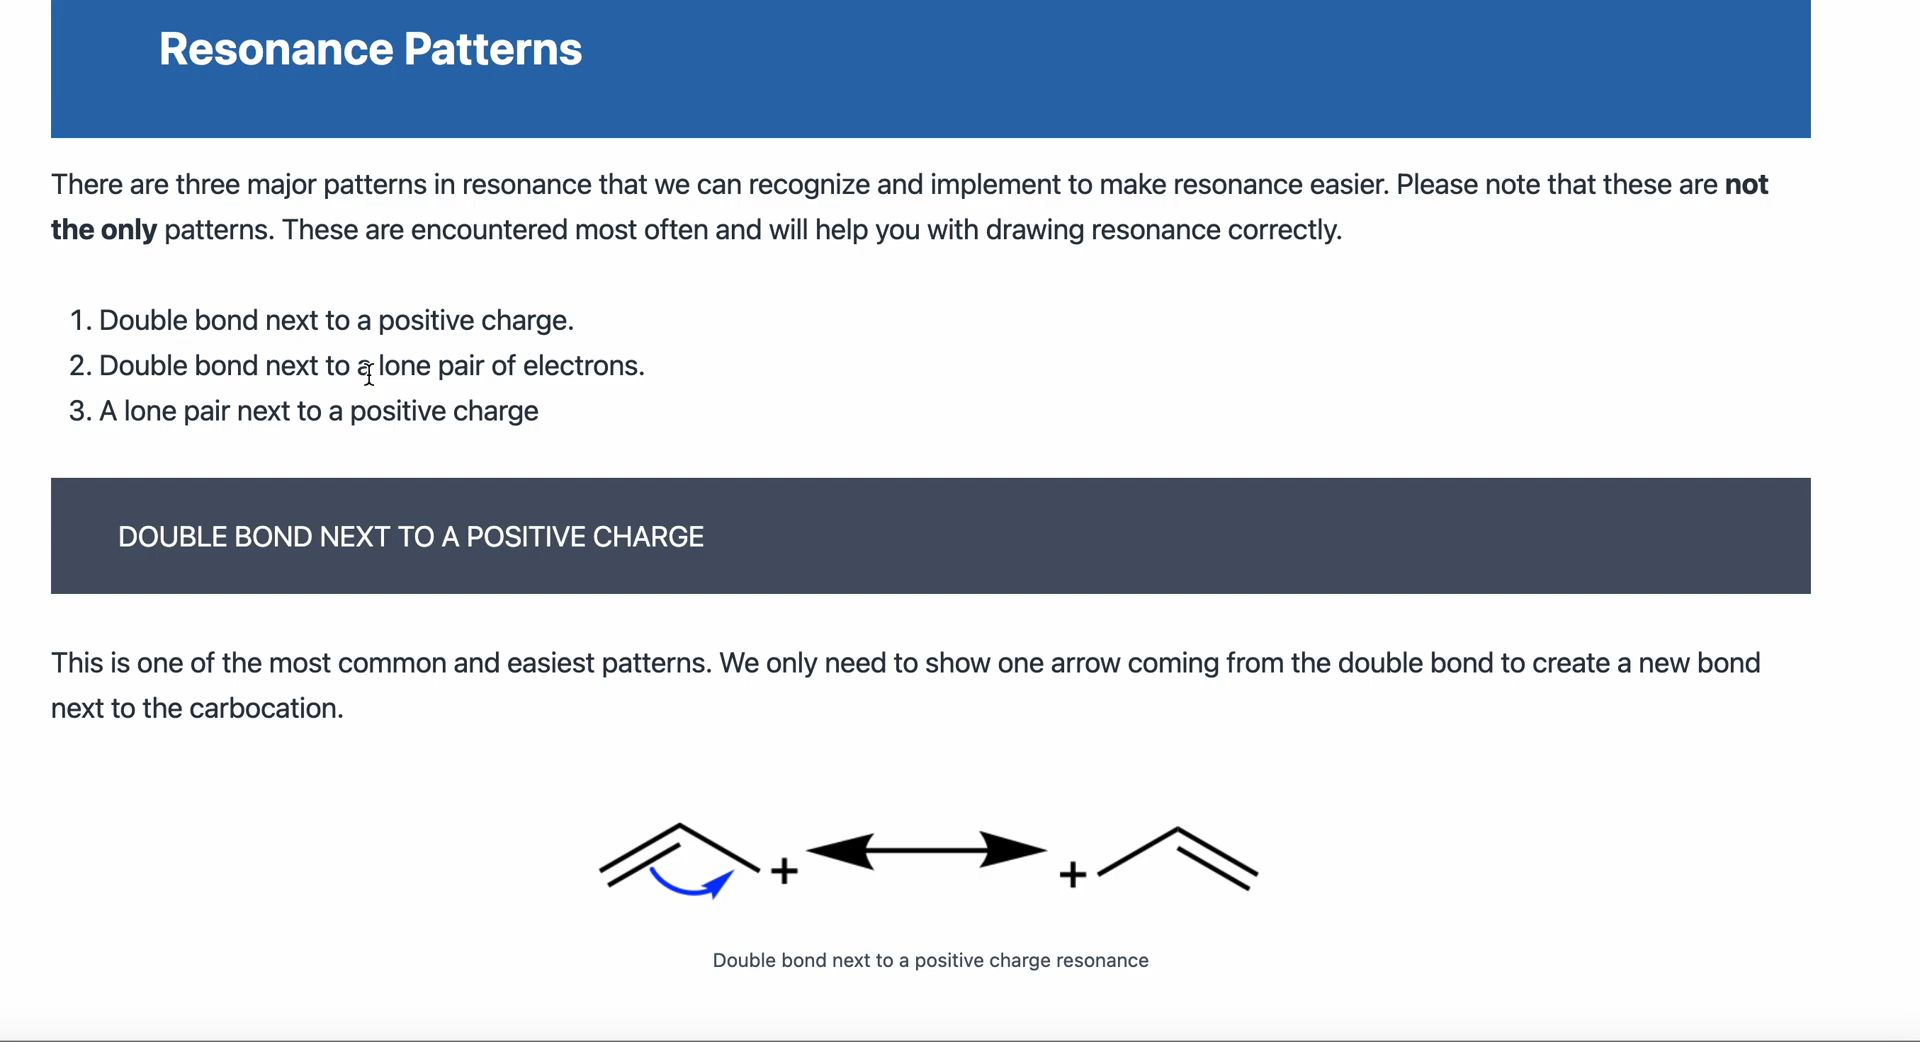 Resonance Patterns
There are three major patterns in resonance that we can recognize and implement to make resonance easier. Please note that these are not
the only patterns. These are encountered most often and will help you with drawing resonance correctly.
1. Double bond next to a positive charge.
2. Double bond next to a lone pair of electrons.
3. A lone pair next to a positive charge
DOUBLE BOND NEXT TO A POSITIVE CHARGE
This is one of the most common and easiest patterns. We only need to show one arrow coming from the double bond to create a new bond
next to the carbocation.
+ +
Double bond next to a positive charge resonance